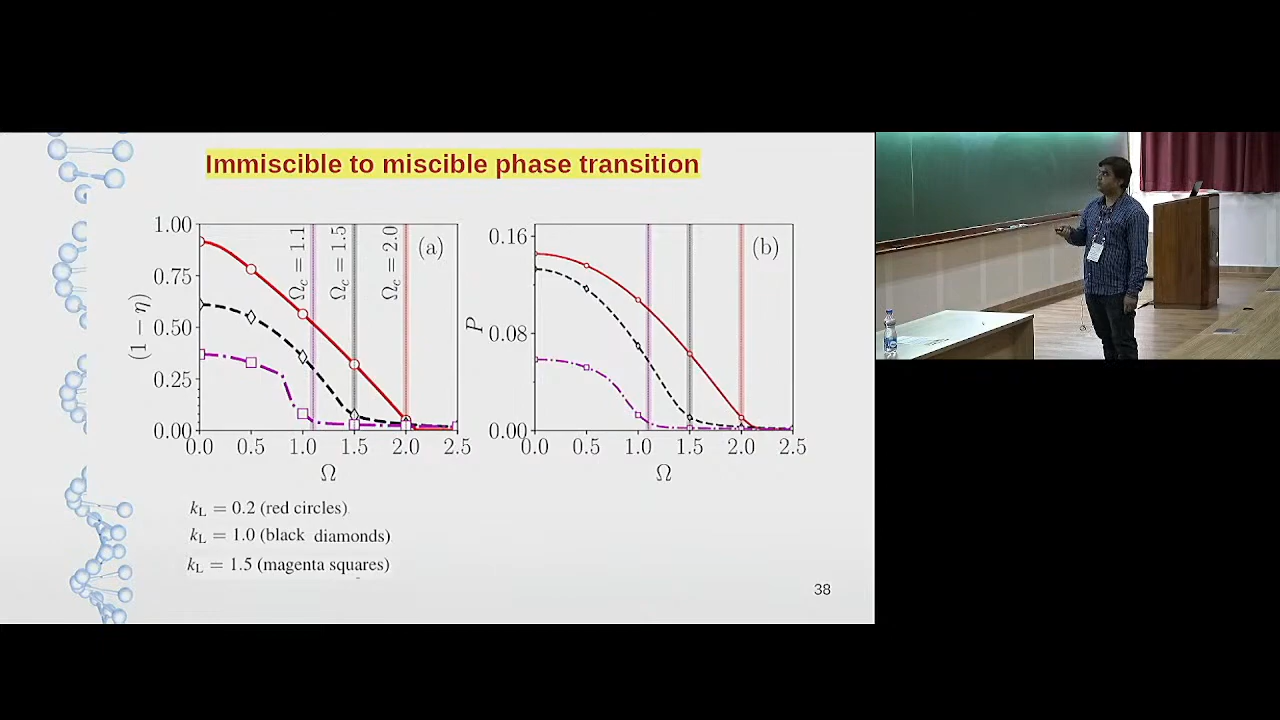 Immiscible to miscible phase transition
1.00
0.75
0.50
0.25
0.00
(1 − η)
Ω_c = 1.1
Ω_c = 1.5
Ω_c = 2.0
(a)
0.0 0.5 1.0 1.5 2.0 2.5
Ω
0.16
0.08
0.00
P
(b)
0.0 0.5 1.0 1.5 2.0 2.5
Ω
k_L = 0.2 (red circles)
k_L = 1.0 (black diamonds)
k_L = 1.5 (magenta squares)
38